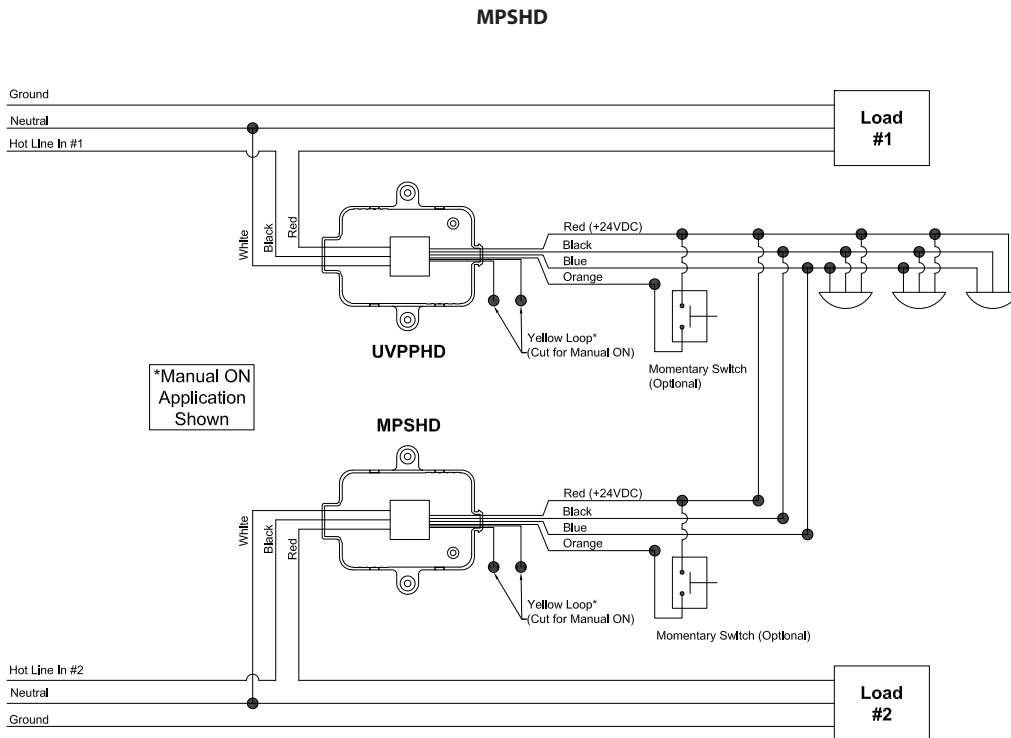 MPSHD
Ground
Neutral
Hot Line In #1
Load
#1
White
Black
Red
Red (+24VDC)
Black
Blue
Orange
Yellow Loop*
(Cut for Manual ON)
Momentary Switch
(Optional)
UVPPHD
*Manual ON
Application
Shown
MPSHD
White
Black
Red
Red (+24VDC)
Black
Blue
Orange
Yellow Loop*
(Cut for Manual ON)
Momentary Switch (Optional)
Hot Line In #2
Neutral
Ground
Load
#2